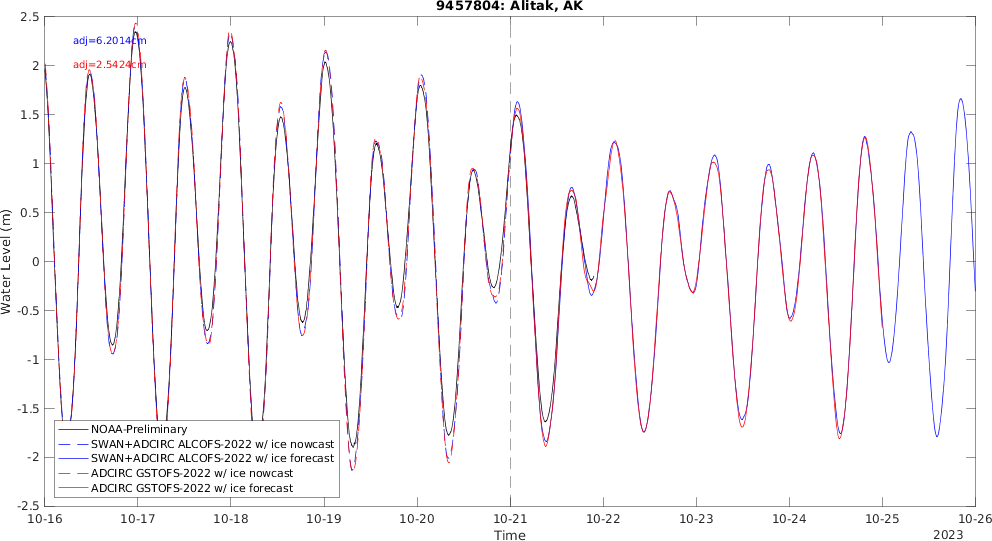 9457804: Alitak, AK
adj=6.2014cm
adj=2.5424cm
2.5
2
1.5
1
0.5
0
-0.5
-1
-1.5
-2
-2.5
Water Level (m)
NOAA-Preliminary
SWAN+ADCIRC ALCOFS-2022 w/ ice nowcast
SWAN+ADCIRC ALCOFS-2022 w/ ice forecast
ADCIRC GSTOFS-2022 w/ ice nowcast
ADCIRC GSTOFS-2022 w/ ice forecast
10-16 10-17 10-18 10-19 10-20 10-21 10-22 10-23 10-24 10-25 10-26
Time
2023